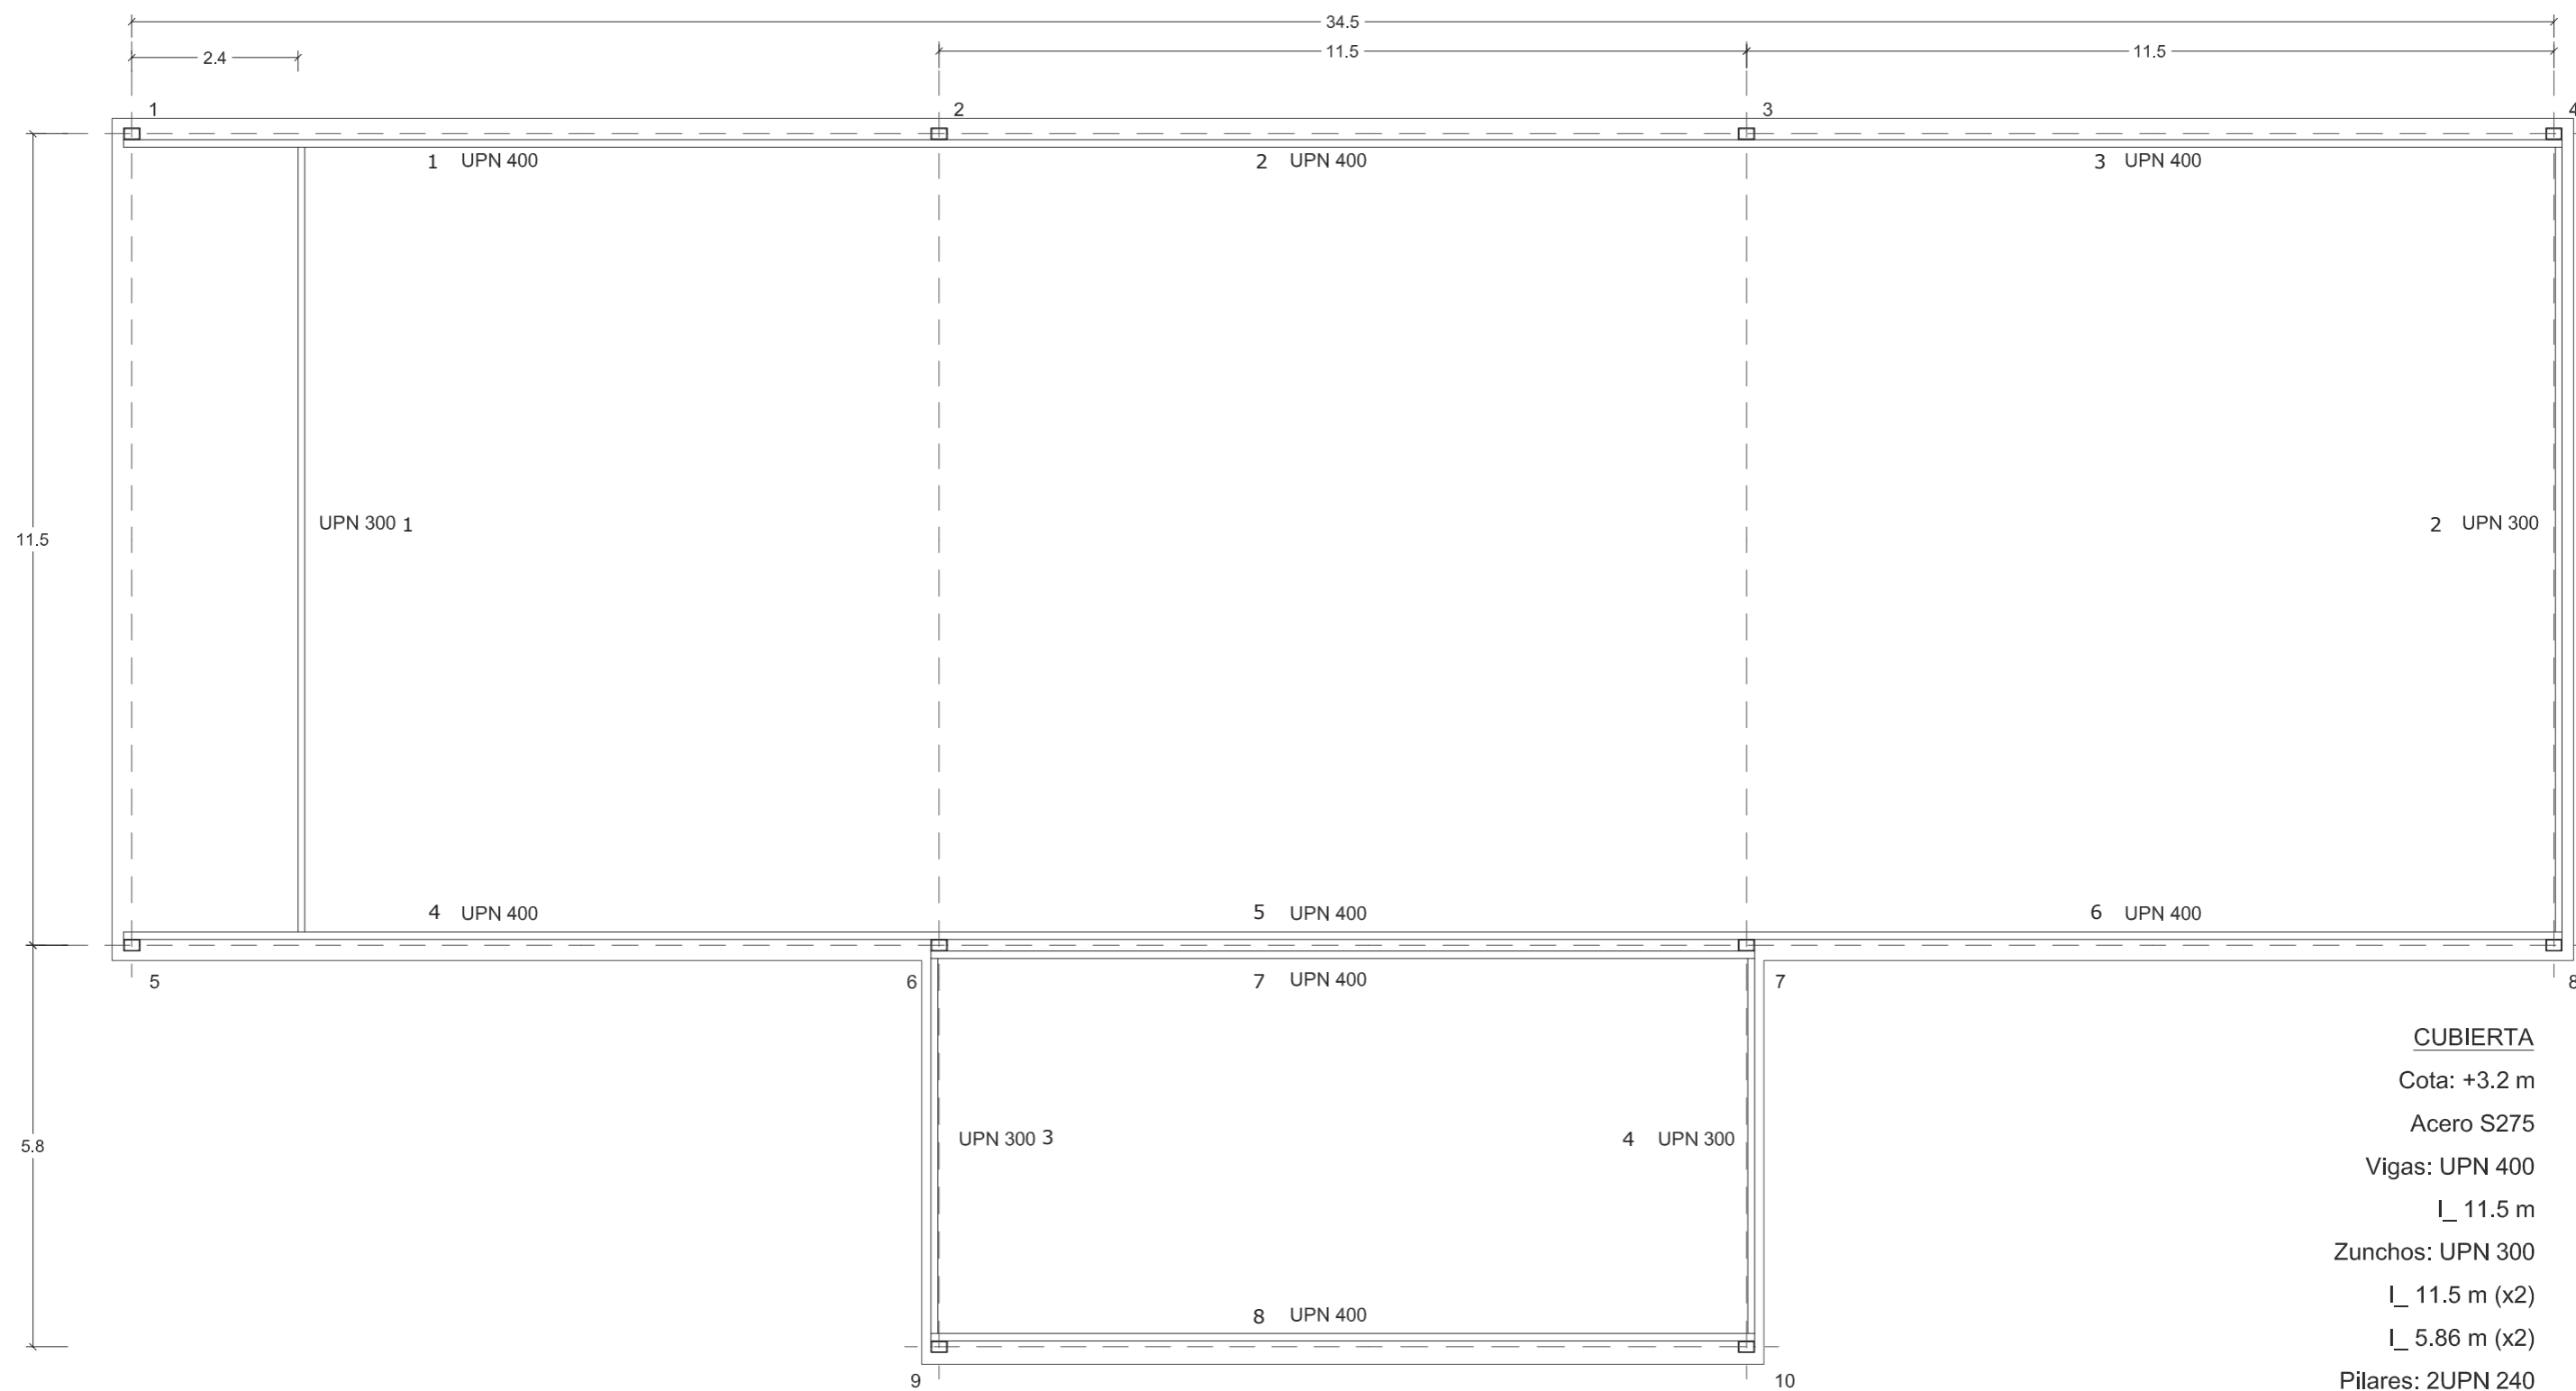 34.5
2.4 11.5 11.5
1 2 3 4
1 UPN 400 2 UPN 400 3 UPN 400
UPN 300 1 2 UPN 300
11.5
4 UPN 400 5 UPN 400 6 UPN 400
5 6 7 UPN 400 7 8
CUBIERTA
Cota: +3.2 m
Acero S275
5.8 UPN 300 3 4 UPN 300
Vigas: UPN 400
l_ 11.5 m
Zunchos: UPN 300
l_ 11.5 m (x2)
8 UPN 400
l_ 5.86 m (x2)
9 10
Pilares: 2UPN 240